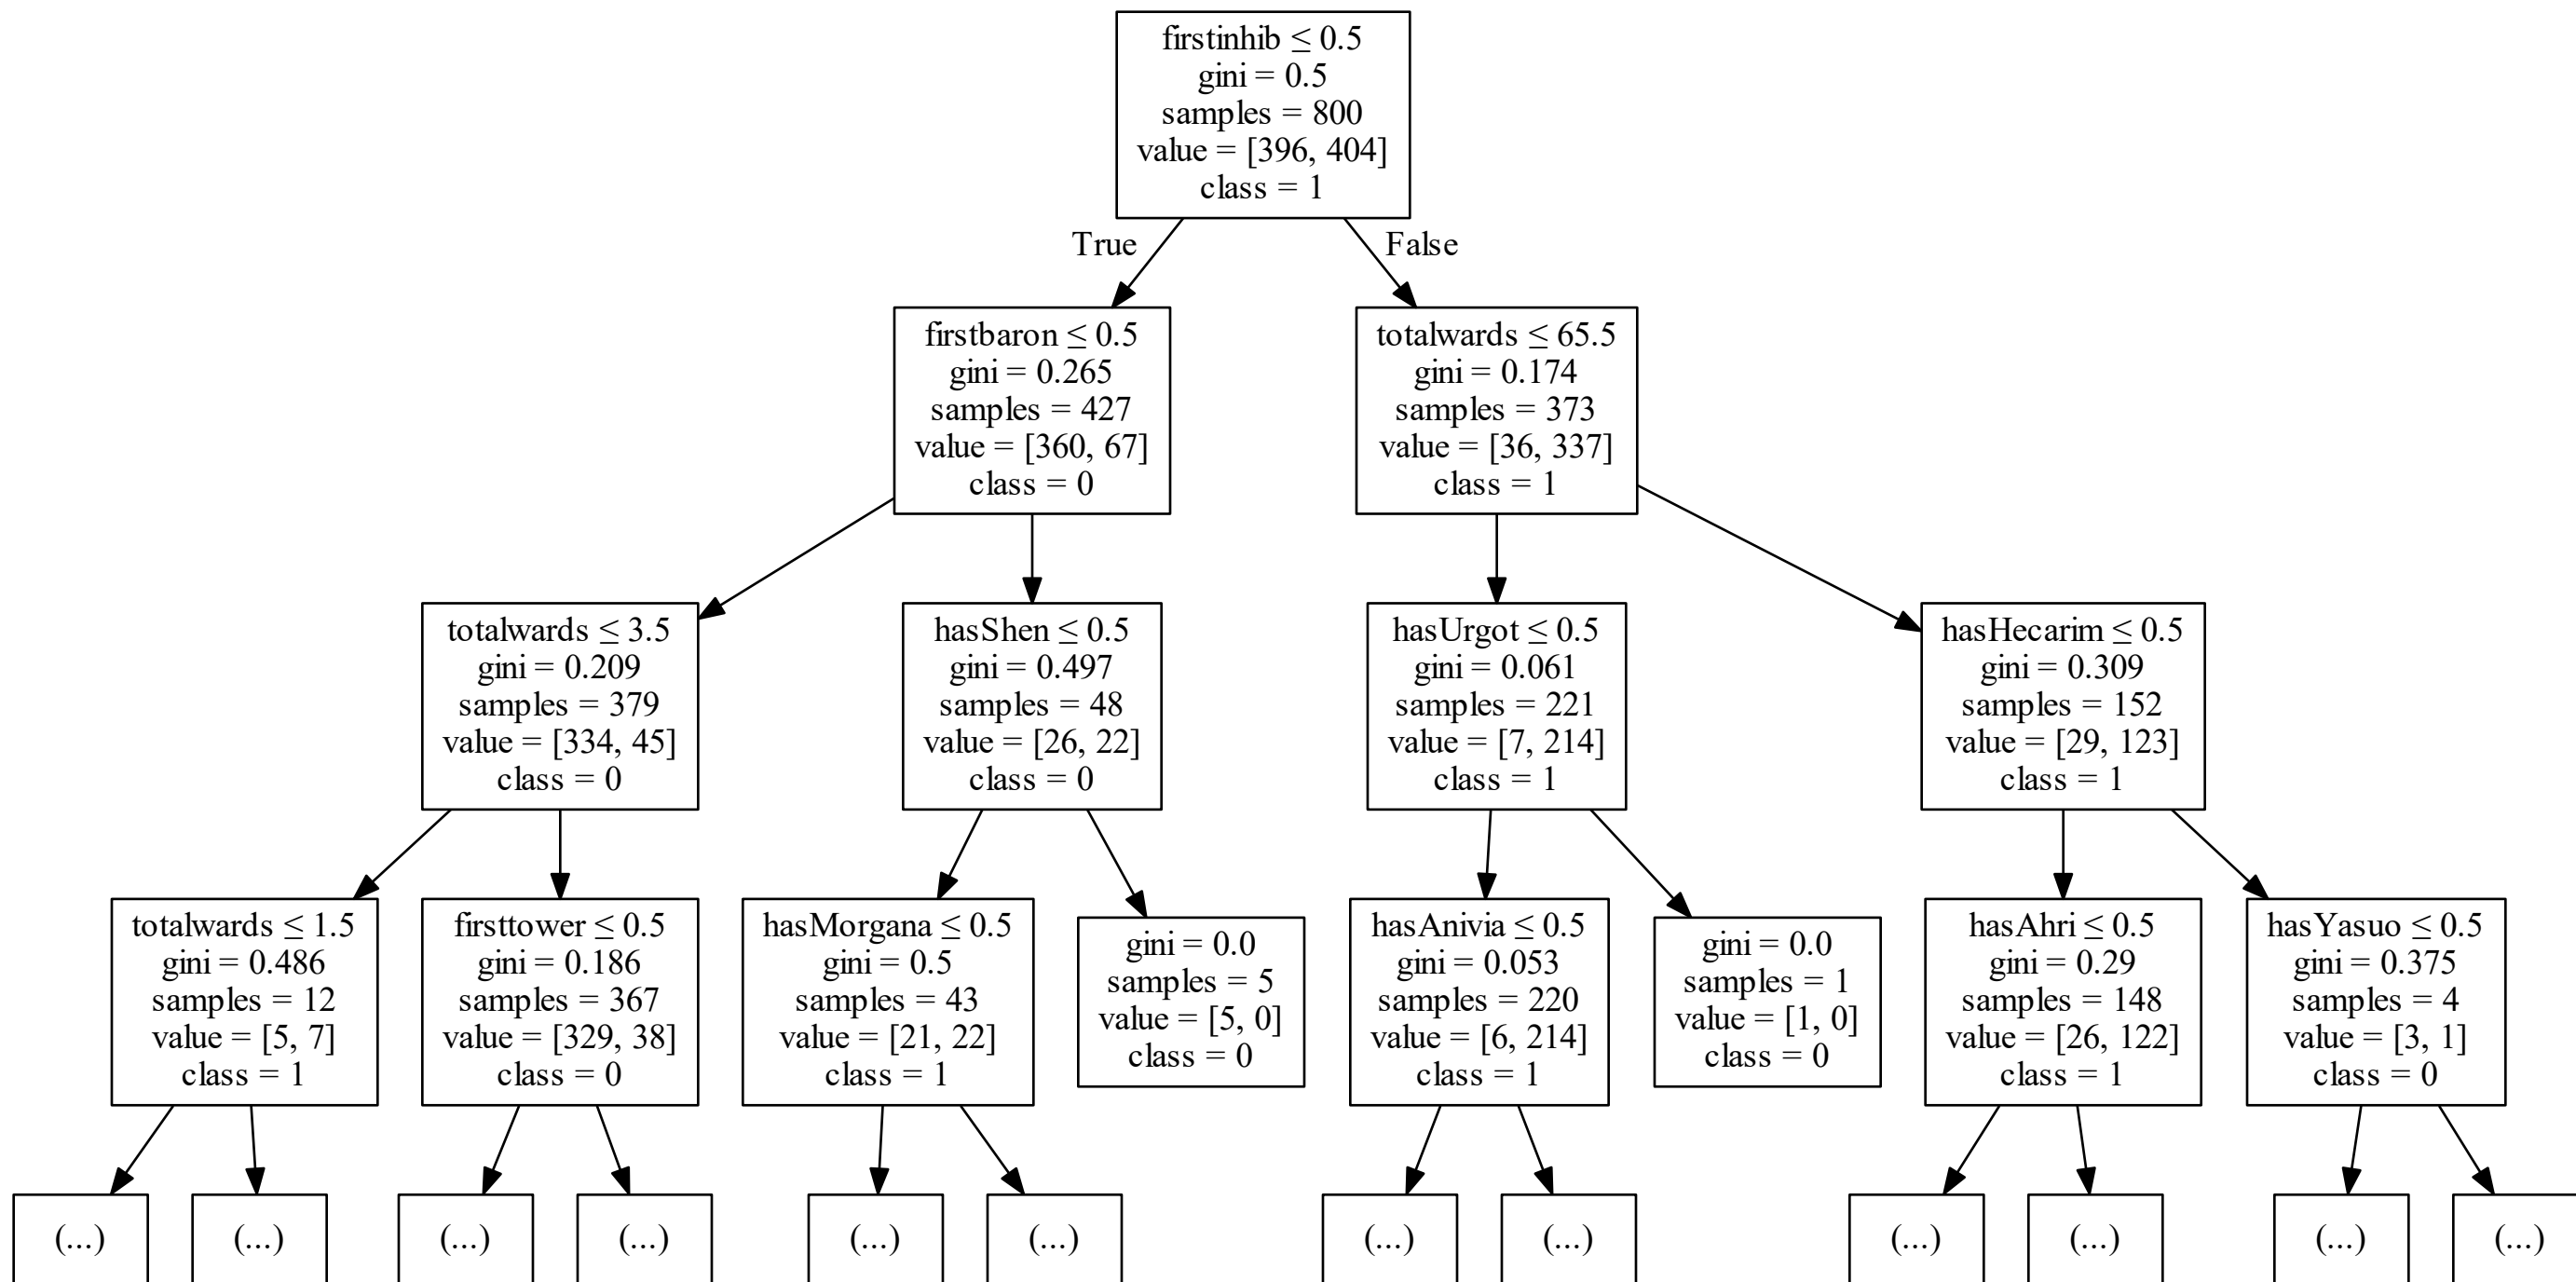 firstinhib ≤ 0.5
gini = 0.5
samples = 800
value = [396, 404]
class = 1
True
False
firstbaron ≤ 0.5
gini = 0.265
samples = 427
value = [360, 67]
class = 0
totalwards ≤ 65.5
gini = 0.174
samples = 373
value = [36, 337]
class = 1
totalwards ≤ 3.5
gini = 0.209
samples = 379
value = [334, 45]
class = 0
hasShen ≤ 0.5
gini = 0.497
samples = 48
value = [26, 22]
class = 0
hasUrgot ≤ 0.5
gini = 0.061
samples = 221
value = [7, 214]
class = 1
hasHecarim ≤ 0.5
gini = 0.309
samples = 152
value = [29, 123]
class = 1
totalwards ≤ 1.5
gini = 0.486
samples = 12
value = [5, 7]
class = 1
firsttower ≤ 0.5
gini = 0.186
samples = 367
value = [329, 38]
class = 0
hasMorgana ≤ 0.5
gini = 0.5
samples = 43
value = [21, 22]
class = 1
gini = 0.0
samples = 5
value = [5, 0]
class = 0
hasAnivia ≤ 0.5
gini = 0.053
samples = 220
value = [6, 214]
class = 1
gini = 0.0
samples = 1
value = [1, 0]
class = 0
hasAhri ≤ 0.5
gini = 0.29
samples = 148
value = [26, 122]
class = 1
hasYasuo ≤ 0.5
gini = 0.375
samples = 4
value = [3, 1]
class = 0
(...)
(...)
(...)
(...)
(...)
(...)
(...)
(...)
(...)
(...)
(...)
(...)